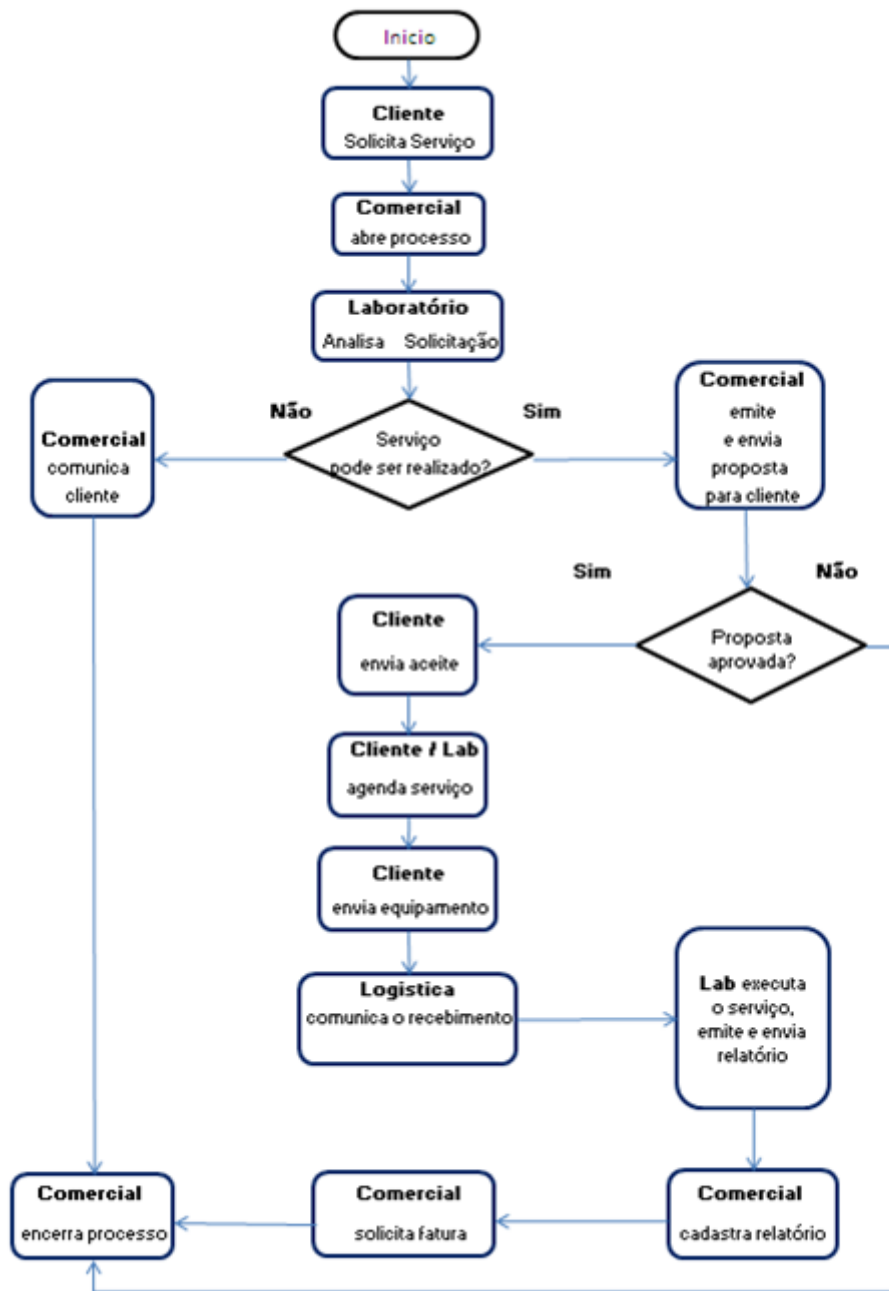 Inicio
Cliente
Solicita Serviço
Comercial
abre processo
Laboratório
Analisa Solicitação
Não
Sim
Serviço
pode ser realizado?
Comercial
comunica
cliente
Comercial
emite
e envia
proposta
para cliente
Sim
Não
Proposta
aprovada?
Cliente
envia aceite
Cliente / Lab
agenda serviço
Cliente
envia equipamento
Logistica
comunica o recebimento
Lab executa
o serviço,
emite e envia
relatório
Comercial
cadastra relatório
Comercial
solicita fatura
Comercial
encerra processo